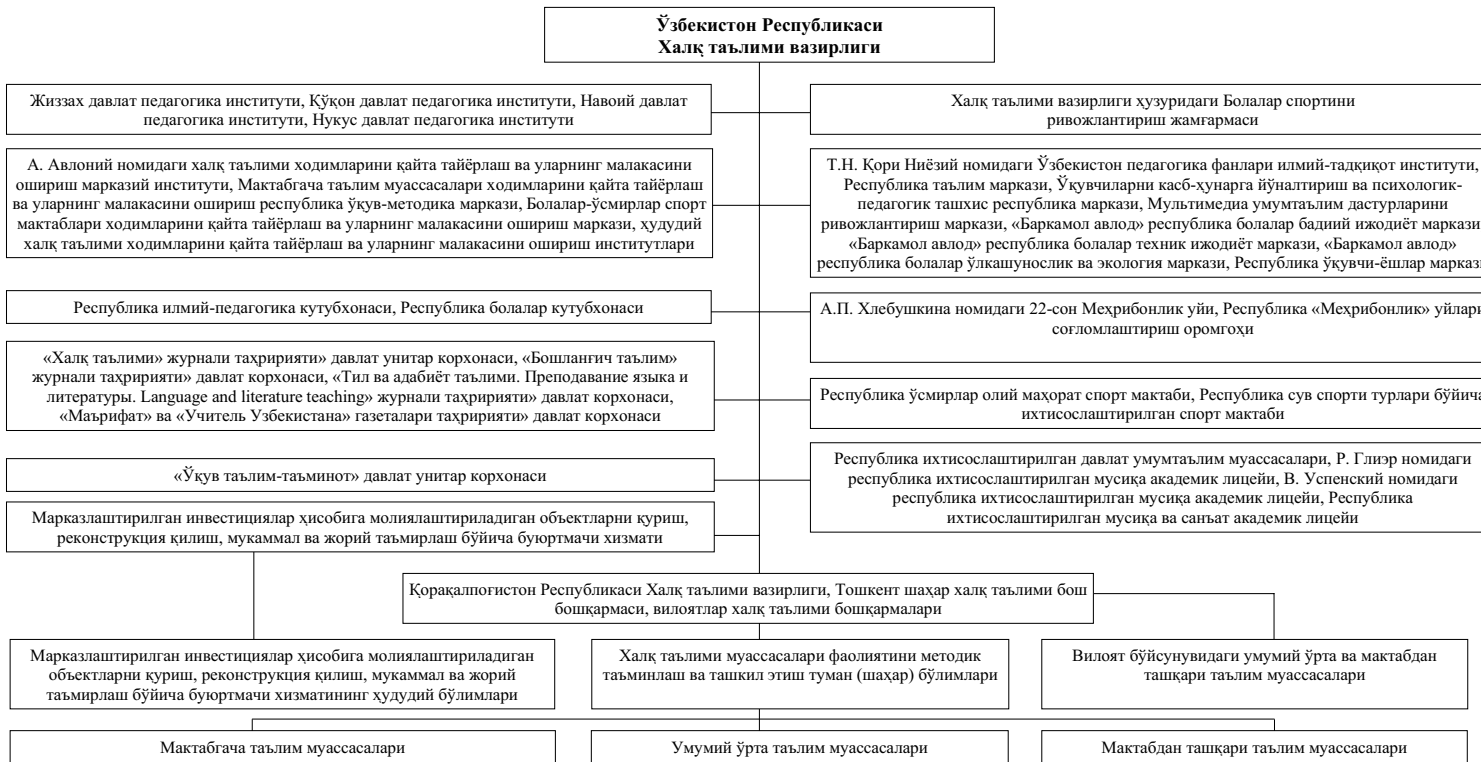 Ўзбекистон Республикаси
Халқ таълими вазирлиги
Жиззах давлат педагогика институти, Қўқон давлат педагогика институти, Навоий давлат
педагогика институти, Нукус давлат педагогика институти
Халқ таълими вазирлиги ҳузуридаги Болалар спортини
ривожлантириш жамғармаси
А. Авлоний номидаги халқ таълими ходимларини қайта тайёрлаш ва уларнинг малакасини
ошириш марказий институти, Мактабгача таълим муассасалари ходимларини қайта тайёрлаш
ва уларнинг малакасини ошириш республика ўқув-методика маркази, Болалар-ўсмирлар спорт
мактаблари ходимларини қайта тайёрлаш ва уларнинг малакасини ошириш маркази, ҳудудий
халқ таълими ходимларини қайта тайёрлаш ва уларнинг малакасини ошириш институтлари
Т.Н. Қори Ниёзий номидаги Ўзбекистон педагогика фанлари илмий-тадқиқот институти,
Республика таълим маркази, Ўқувчиларни касб-ҳунарга йўналтириш ва психологик-
педагогик ташхис республика маркази, Мультимедиа умумтаълим дастурларини
ривожлантириш маркази, «Баркамол авлод» республика болалар бадиий ижодиёт маркази
«Баркамол авлод» республика болалар техник ижодиёт маркази, «Баркамол авлод»
республика болалар ўлкашунослик ва экология маркази, Республика ўқувчи-ёшлар маркази
Республика илмий-педагогика кутубхонаси, Республика болалар кутубхонаси
А.П. Хлебушкина номидаги 22-сон Меҳрибонлик уйи, Республика «Меҳрибонлик» уйлари
соғломлаштириш оромгоҳи
«Халқ таълими» журнали таҳририяти» давлат унитар корхонаси, «Бошланғич таълим»
журнали таҳририяти» давлат корхонаси, «Тил ва адабиёт таълими. Преподавание языка и
литературы. Language and literature teaching» журнали таҳририяти» давлат корхонаси,
«Маърифат» ва «Учитель Узбекистана» газеталари таҳририяти» давлат корхонаси
Республика ўсмирлар олий маҳорат спорт мактаби, Республика сув спорти турлари бўйича
ихтисослаштирилган спорт мактаби
«Ўқув таълим-таъминот» давлат унитар корхонаси
Республика ихтисослаштирилган давлат умумтаълим муассасалари, Р. Глиэр номидаги
республика ихтисослаштирилган мусиқа академик лицейи, В. Успенский номидаги
республика ихтисослаштирилган мусиқа академик лицейи, Республика
ихтисослаштирилган мусиқа ва санъат академик лицейи
Марказлаштирилган инвестициялар ҳисобига молиялаштириладиган объектларни қуриш,
реконструкция қилиш, мукаммал ва жорий таъмирлаш бўйича буюртмачи хизмати
Қорақалпоғистон Республикаси Халқ таълими вазирлиги, Тошкент шаҳар халқ таълими бош
бошқармаси, вилоятлар халқ таълими бошқармалари
Марказлаштирилган инвестициялар ҳисобига молиялаштириладиган
объектларни қуриш, реконструкция қилиш, мукаммал ва жорий
таъмирлаш бўйича буюртмачи хизматининг ҳудудий бўлимлари
Халқ таълими муассасалари фаолиятини методик
таъминлаш ва ташкил этиш туман (шаҳар) бўлимлари
Вилоят бўйсунувидаги умумий ўрта ва мактабдан
ташқари таълим муассасалари
Мактабгача таълим муассасалари
Умумий ўрта таълим муассасалари
Мактабдан ташқари таълим муассасалари